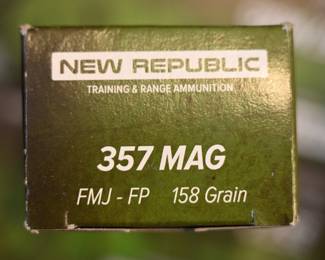 NEW REPUBLIC
TRAINING & RANGE AMMUNITION
357 MAG
FMJ - FP 158 Grain